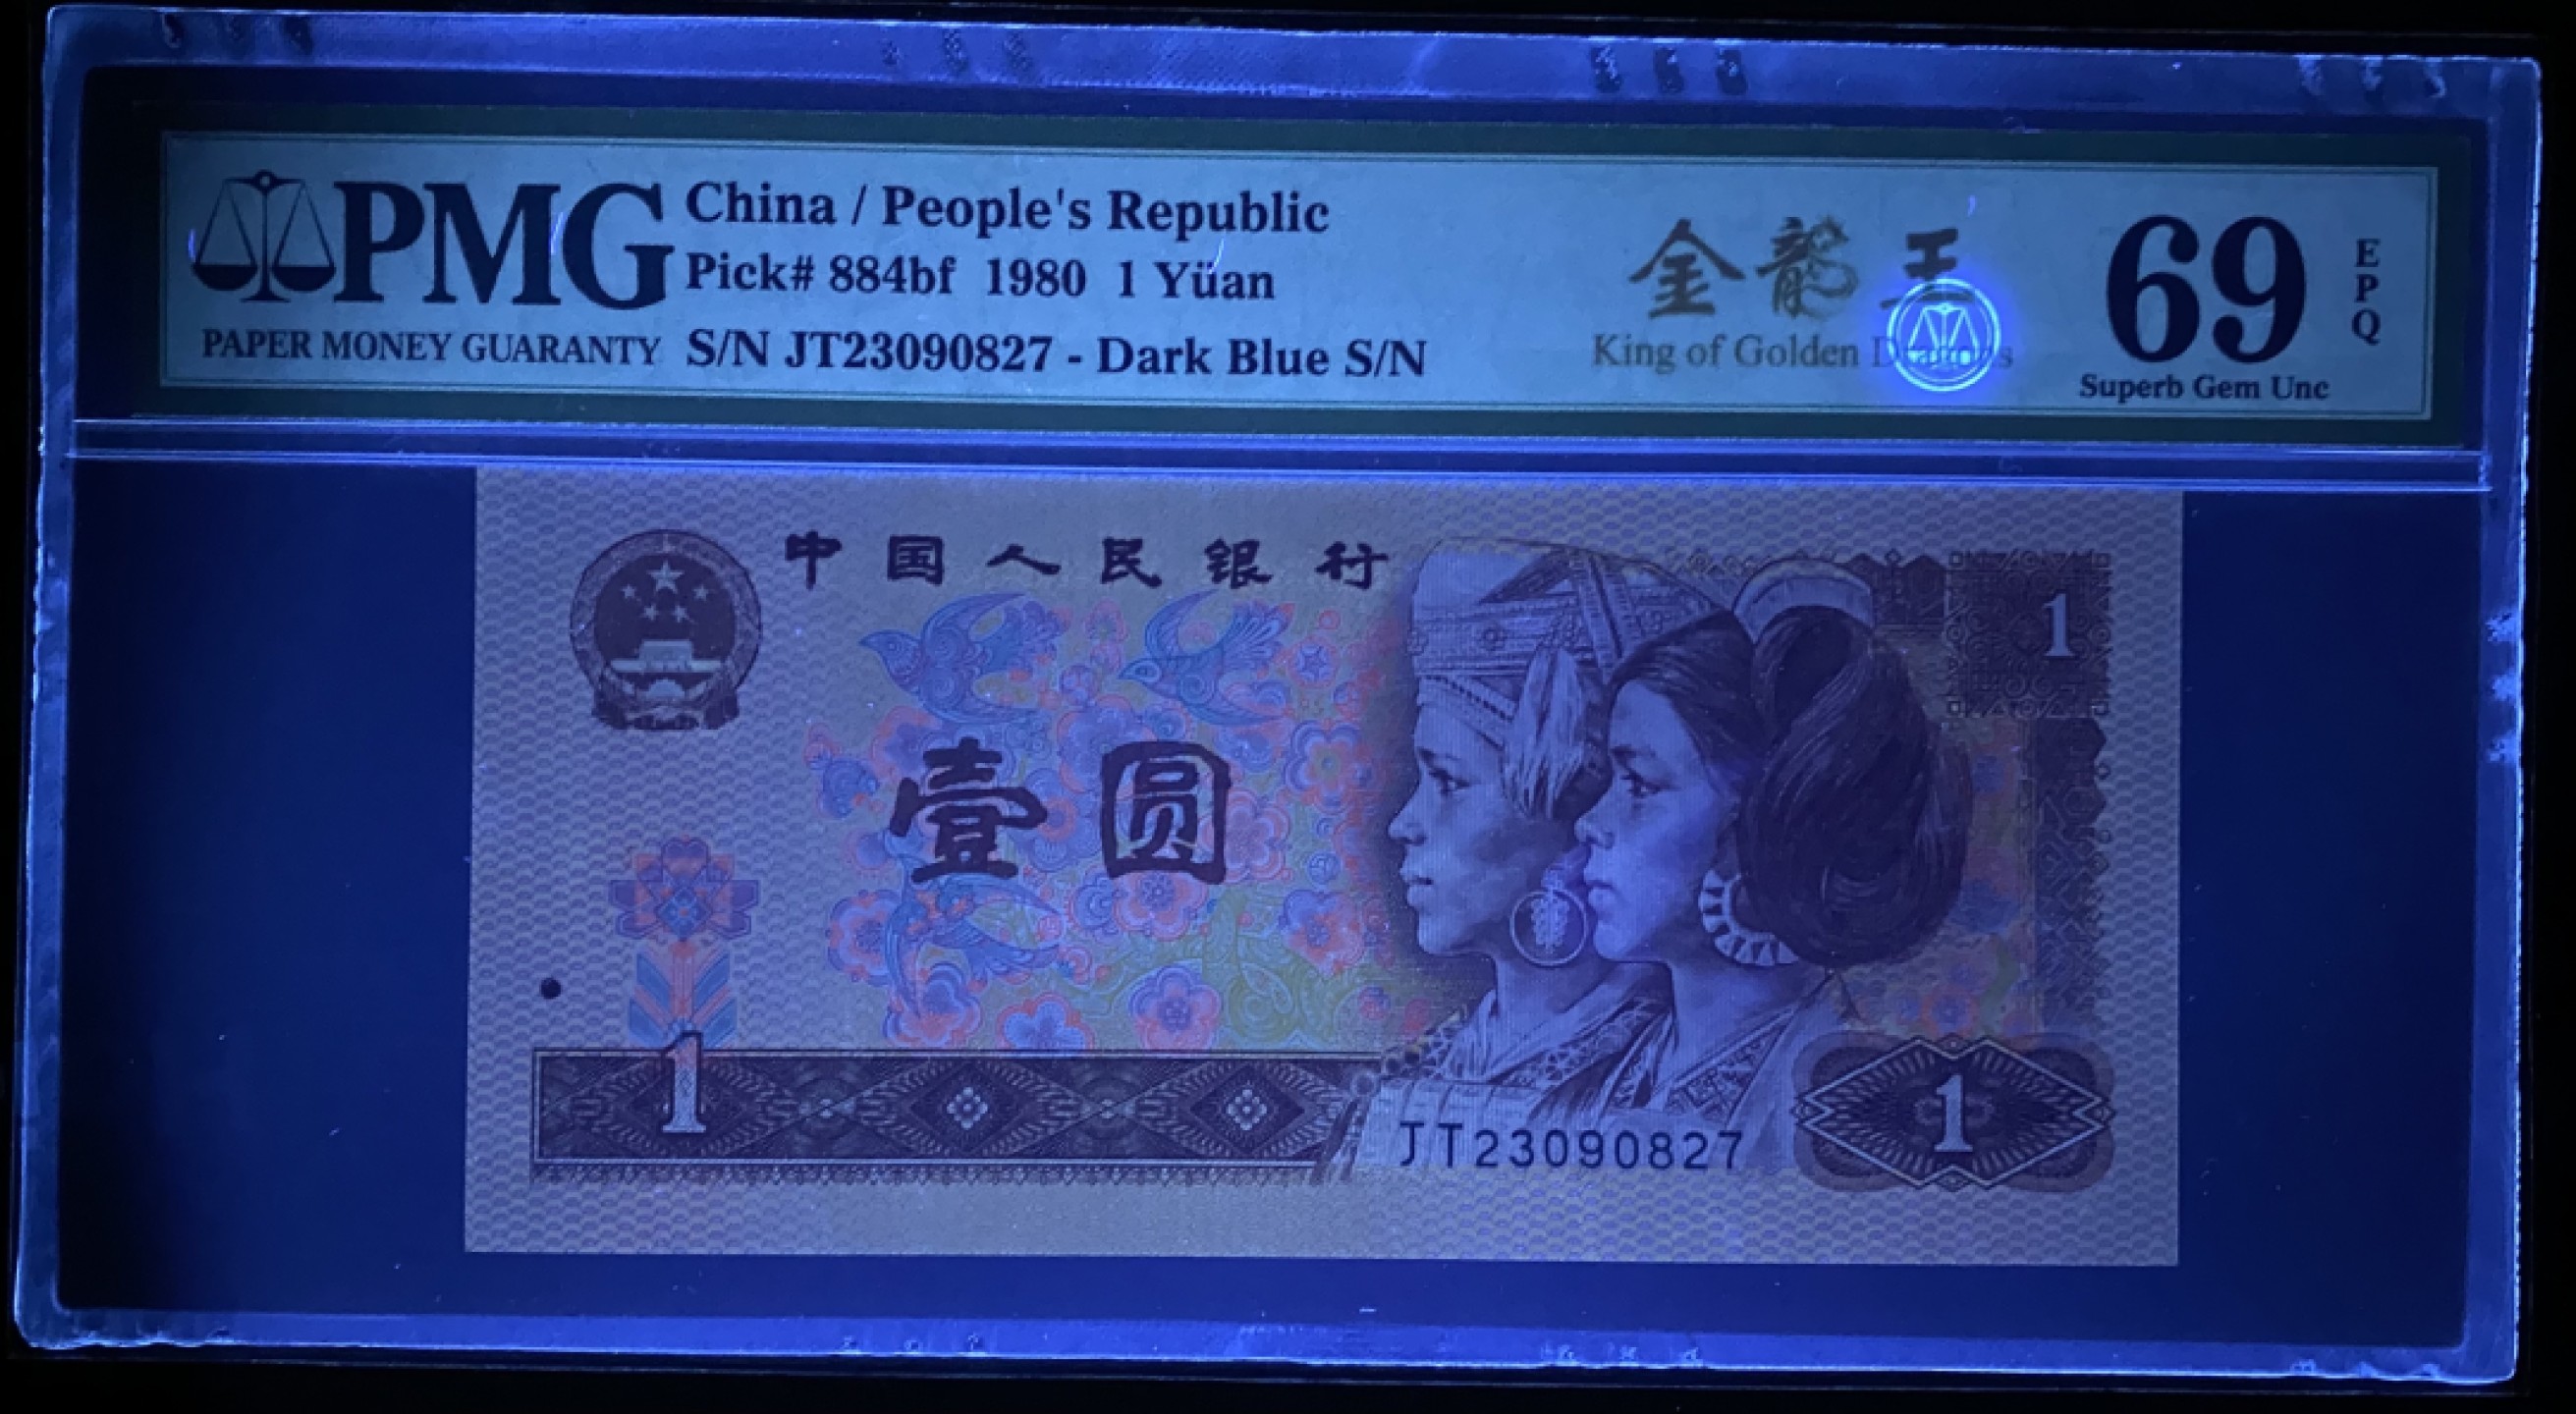 PMG
PAPER MONEY GUARANTY
China / People's Republic
Pick# 884bf 1980 1 Yüan
S/N JT23090827 - Dark Blue S/N
金龍王
King of Golden Dragons
69
EPQ
Superb Gem Unc
中国人民银行
1
壹圆
1
JT23090827
1